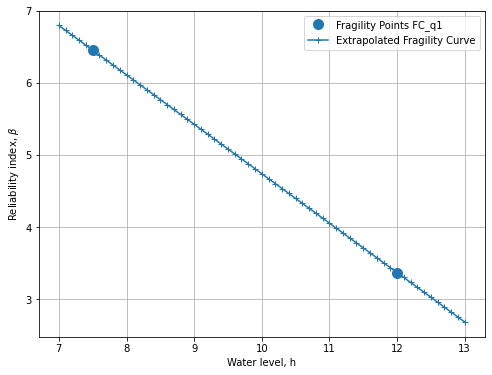 Fragility Points FC_q1
Extrapolated Fragility Curve
Reliability index, β
7
6
5
4
3
7 8 9 10 11 12 13
Water level, h